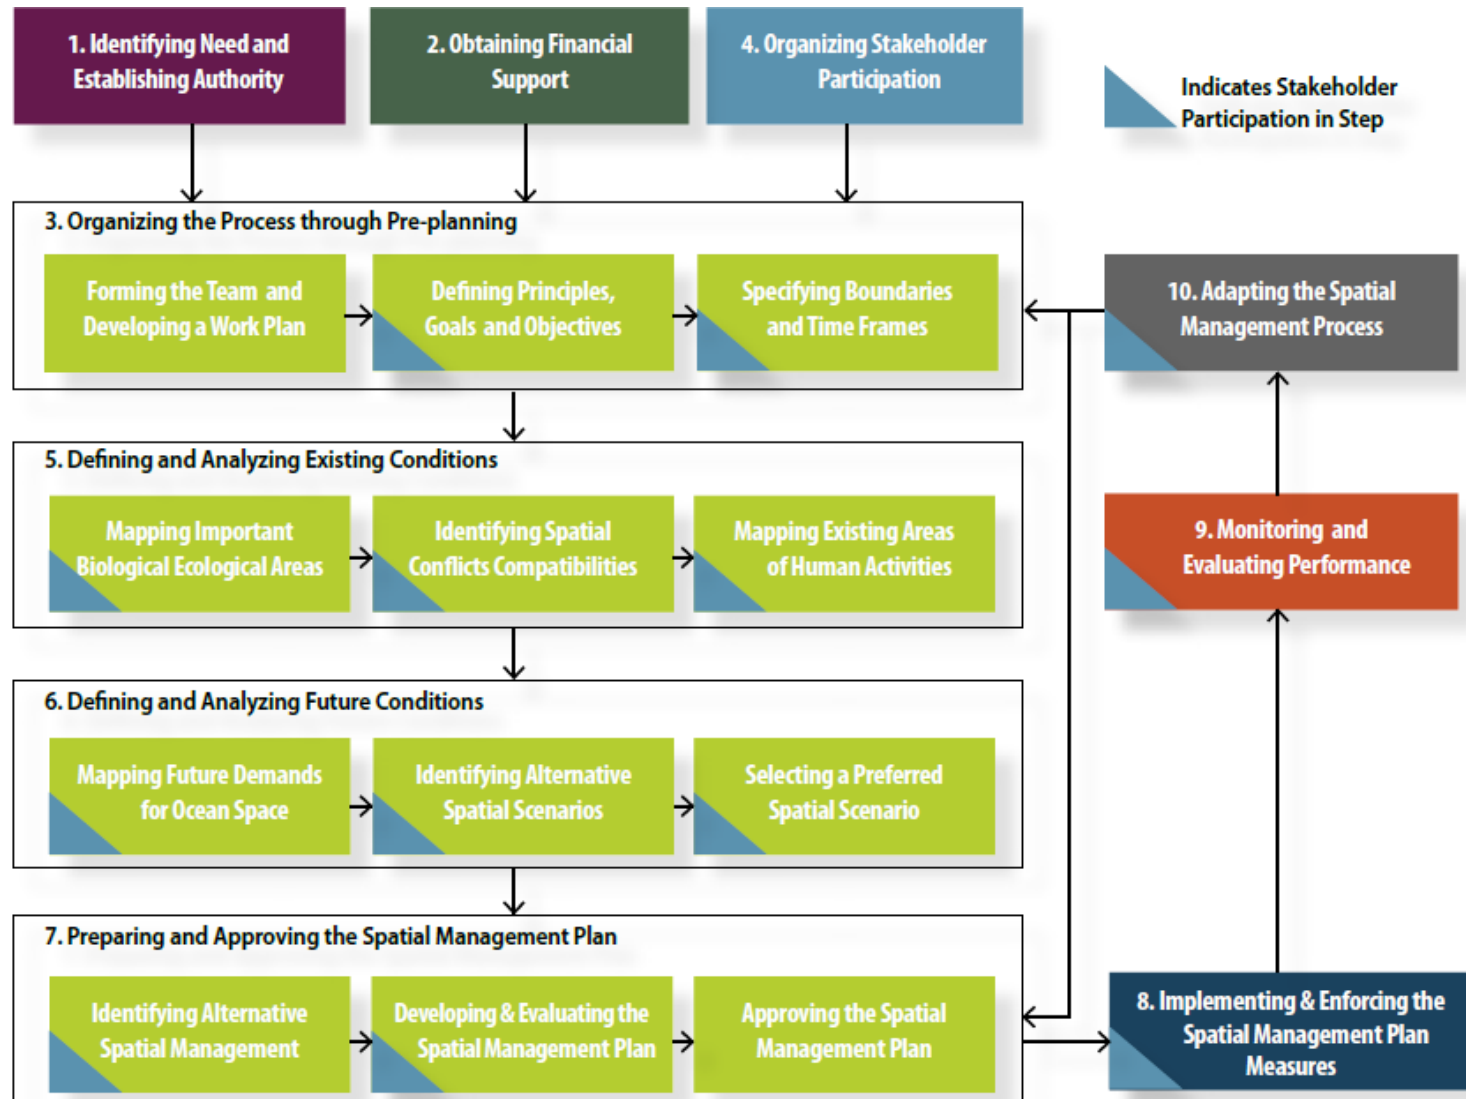 1. Identifying Need and
Establishing Authority
2. Obtaining Financial
Support
4. Organizing Stakeholder
Participation
Indicates Stakeholder
Participation in Step
3. Organizing the Process through Pre-planning
Forming the Team and
Developing a Work Plan
Defining Principles,
Goals and Objectives
Specifying Boundaries
and Time Frames
10. Adapting the Spatial
Management Process
5. Defining and Analyzing Existing Conditions
Mapping Important
Biological Ecological Areas
Identifying Spatial
Conflicts Compatibilities
Mapping Existing Areas
of Human Activities
9. Monitoring and
Evaluating Performance
6. Defining and Analyzing Future Conditions
Mapping Future Demands
for Ocean Space
Identifying Alternative
Spatial Scenarios
Selecting a Preferred
Spatial Scenario
7. Preparing and Approving the Spatial Management Plan
Identifying Alternative
Spatial Management
Developing & Evaluating the
Spatial Management Plan
Approving the Spatial
Management Plan
8. Implementing & Enforcing the
Spatial Management Plan
Measures